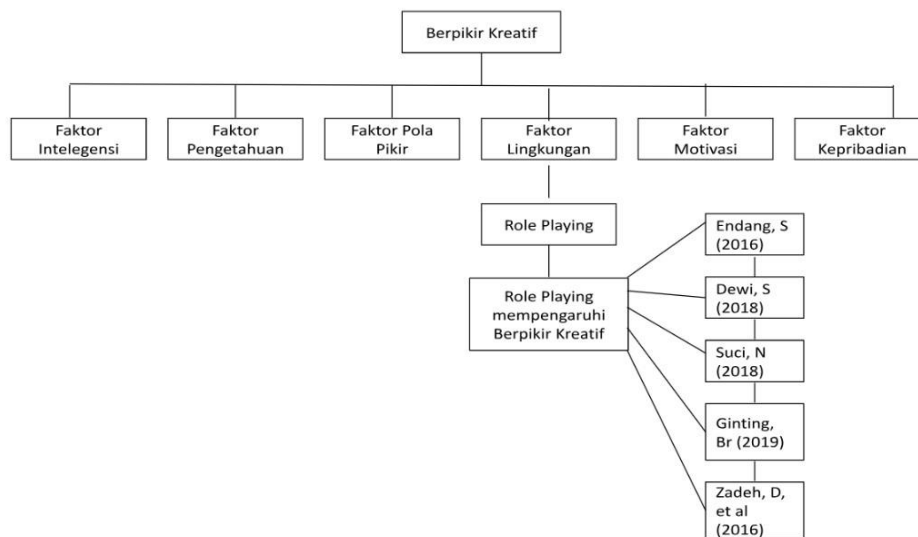 Berpikir Kreatif
Faktor
Intelegensi
Faktor
Pengetahuan
Faktor Pola
Pikir
Faktor
Lingkungan
Faktor
Motivasi
Faktor
Kepribadian
Role Playing
Role Playing
mempengaruhi
Berpikir Kreatif
Endang, S
(2016)
Dewi, S
(2018)
Suci, N
(2018)
Ginting,
Br (2019)
Zadeh, D,
et al
(2016)